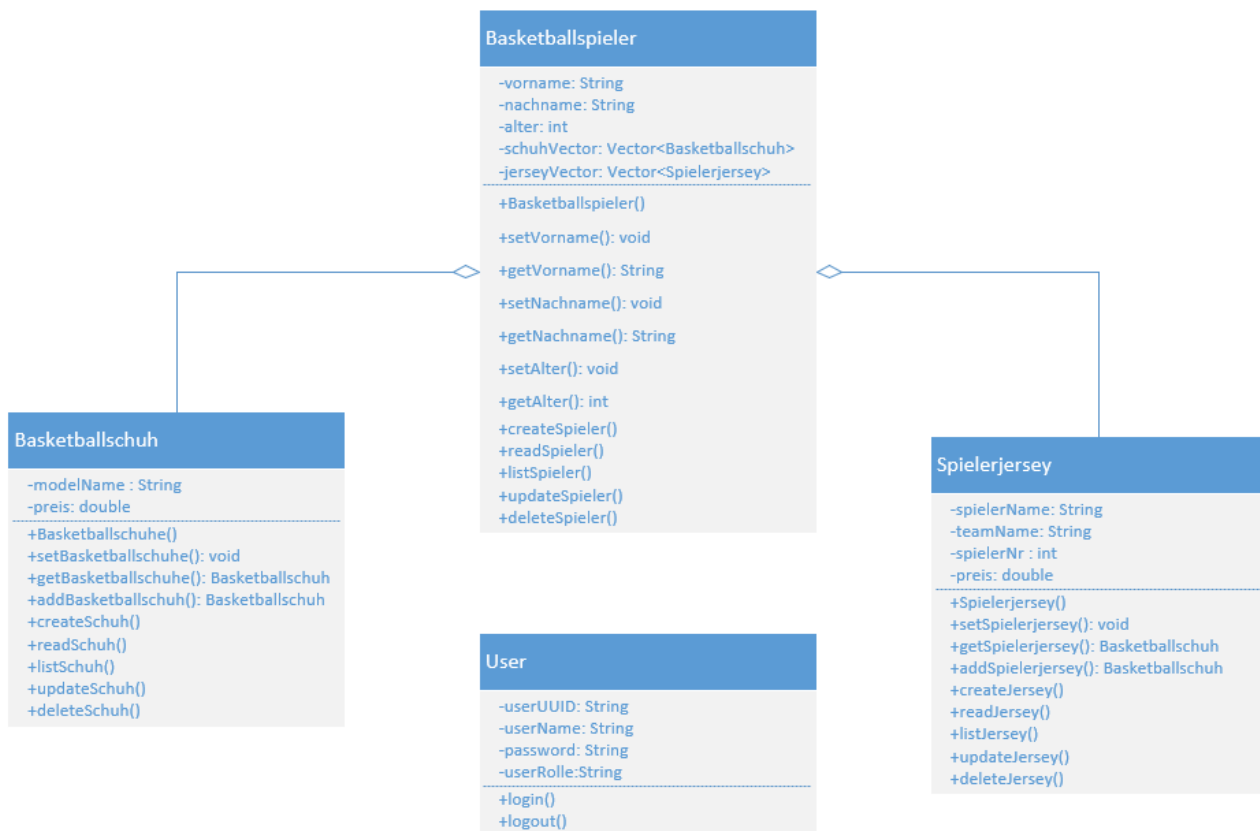 Basketballspieler
-vorname: String
-nachname: String
-alter: int
-schuhVector: Vector<Basketballschuh>
-jerseyVector: Vector<Spielerjersey>
+Basketballspieler()
+setVorname(): void
+getVorname(): String
+setNachname(): void
+getNachname(): String
+setAlter(): void
+getAlter(): int
+createSpieler()
+readSpieler()
+listSpieler()
+updateSpieler()
+deleteSpieler()
Basketballschuh
-modelName : String
-preis: double
+Basketballschuhe()
+setBasketballschuhe(): void
+getBasketballschuhe(): Basketballschuh
+addBasketballschuh(): Basketballschuh
+createSchuh()
+readSchuh()
+listSchuh()
+updateSchuh()
+deleteSchuh()
Spielerjersey
-spielerName: String
-teamName: String
-spielerNr : int
-preis: double
+Spielerjersey()
+setSpielerjersey(): void
+getSpielerjersey(): Basketballschuh
+addSpielerjersey(): Basketballschuh
+createJersey()
+readJersey()
+listJersey()
+updateJersey()
+deleteJersey()
User
-userUUID: String
-userName: String
-password: String
-userRolle:String
+login()
+logout()